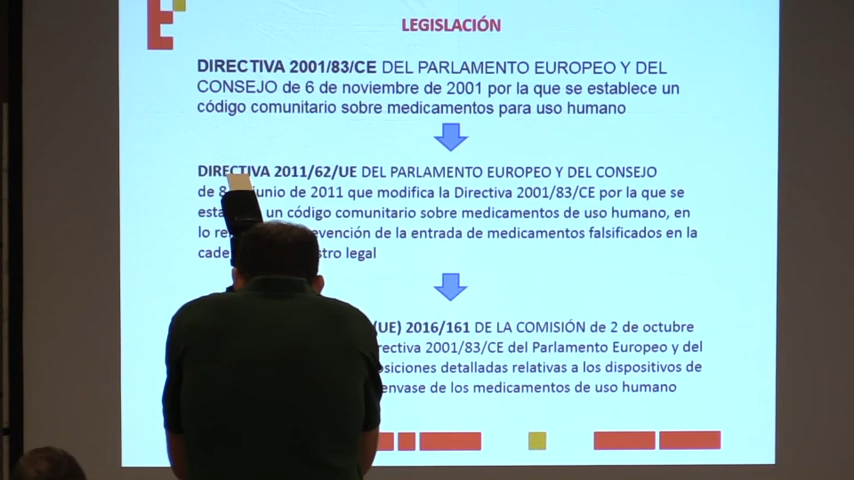 LEGISLACIÓN
DIRECTIVA 2001/83/CE DEL PARLAMENTO EUROPEO Y DEL
CONSEJO de 6 de noviembre de 2001 por la que se establece un
código comunitario sobre medicamentos para uso humano
DIRECTIVA 2011/62/UE DEL PARLAMENTO EUROPEO Y DEL CONSEJO
de 8 junio de 2011 que modifica la Directiva 2001/83/CE por la que se
un código comunitario sobre medicamentos de uso humano, en
lo de la entrada de medicamentos falsificados en la
legal
(UE) 2016/161 DE LA COMISIÓN de 2 de octubre
2001/83/CE del Parlamento Europeo y del
detalladas relativas a los dispositivos de
envase de los medicamentos de uso humano